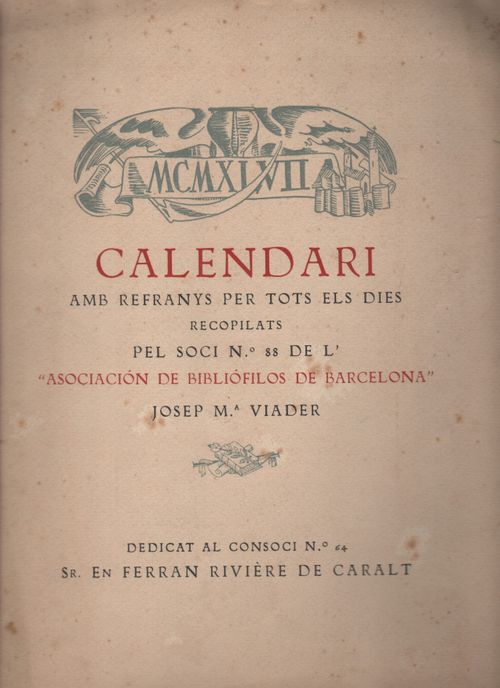 MCMXLVII
CALENDARI
AMB REFRANYS PER TOTS ELS DIES
RECOPILATS
PEL SOCI N.º 88 DE L'
"ASOCIACIÓN DE BIBLIÓFILOS DE BARCELONA"
JOSEP M.ª VIADER
DEDICAT AL CONSOCI N.º 64
SR. EN FERRAN RIVIÈRE DE CARALT